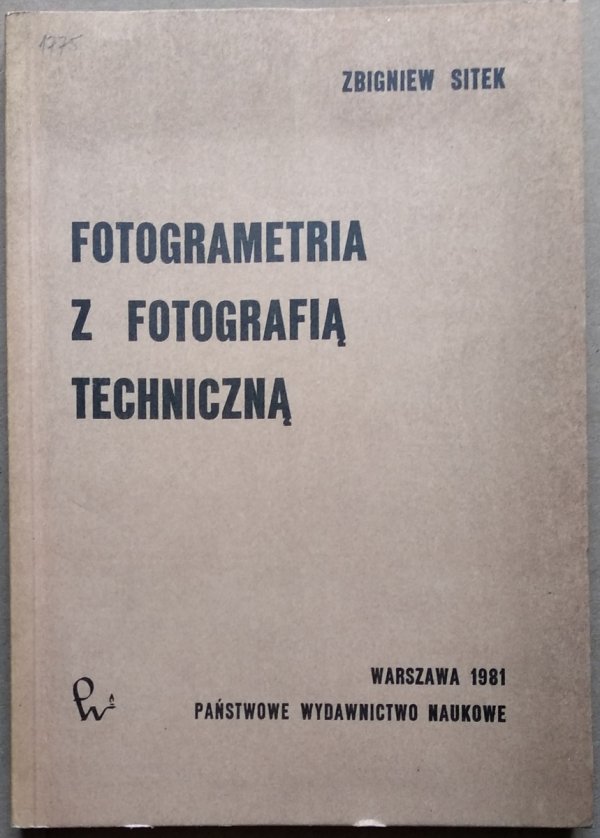 1775
ZBIGNIEW SITEK
FOTOGRAMETRIA
Z FOTOGRAFIĄ
TECHNICZNĄ
WARSZAWA 1981
PAŃSTWOWE WYDAWNICTWO NAUKOWE